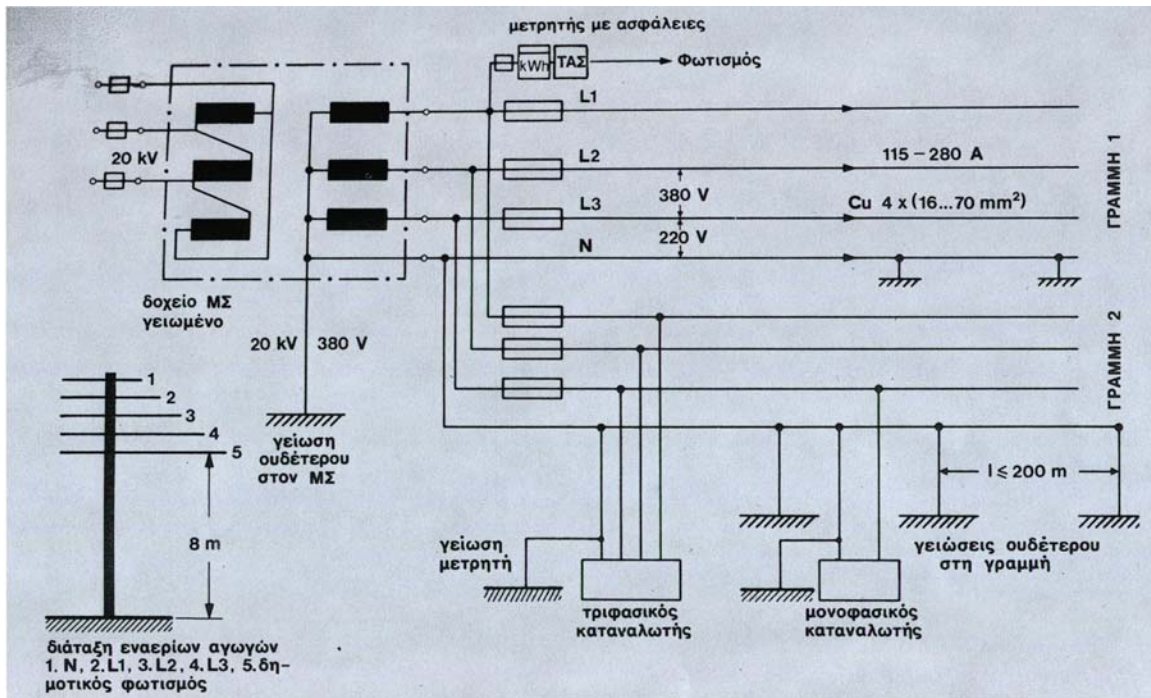 μετρητής με ασφάλειες
kWh
ΤΑΣ
Φωτισμός
L1
20 kV
L2
115 – 280 A
380 V
L3
Cu 4 x (16...70 mm²)
220 V
N
ΓΡΑΜΜΗ 1
δοχείο ΜΣ
γειωμένο
20 kV
380 V
ΓΡΑΜΜΗ 2
1
2
3
4
5
8 m
γείωση
ουδέτερου
στον ΜΣ
l ≤ 200 m
γείωση
μετρητή
γειώσεις ουδέτερου
στη γραμμή
τριφασικός
καταναλωτής
μονοφασικός
καταναλωτής
διάταξη εναερίων αγωγών
1. N, 2. L1, 3. L2, 4. L3, 5. δη-
μοτικός φωτισμός